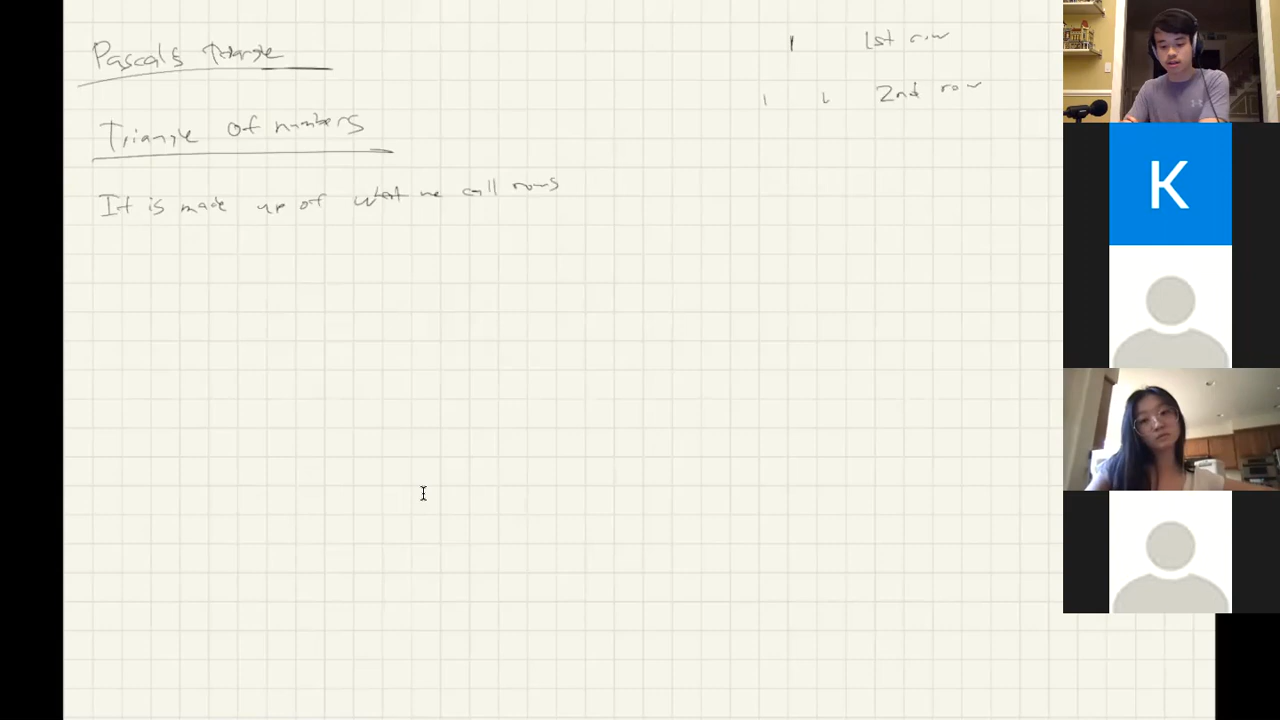 Pascals Triangle
Triangle of numbers
It is made up of what we call rows
1 1st row
1 1 2nd row
K